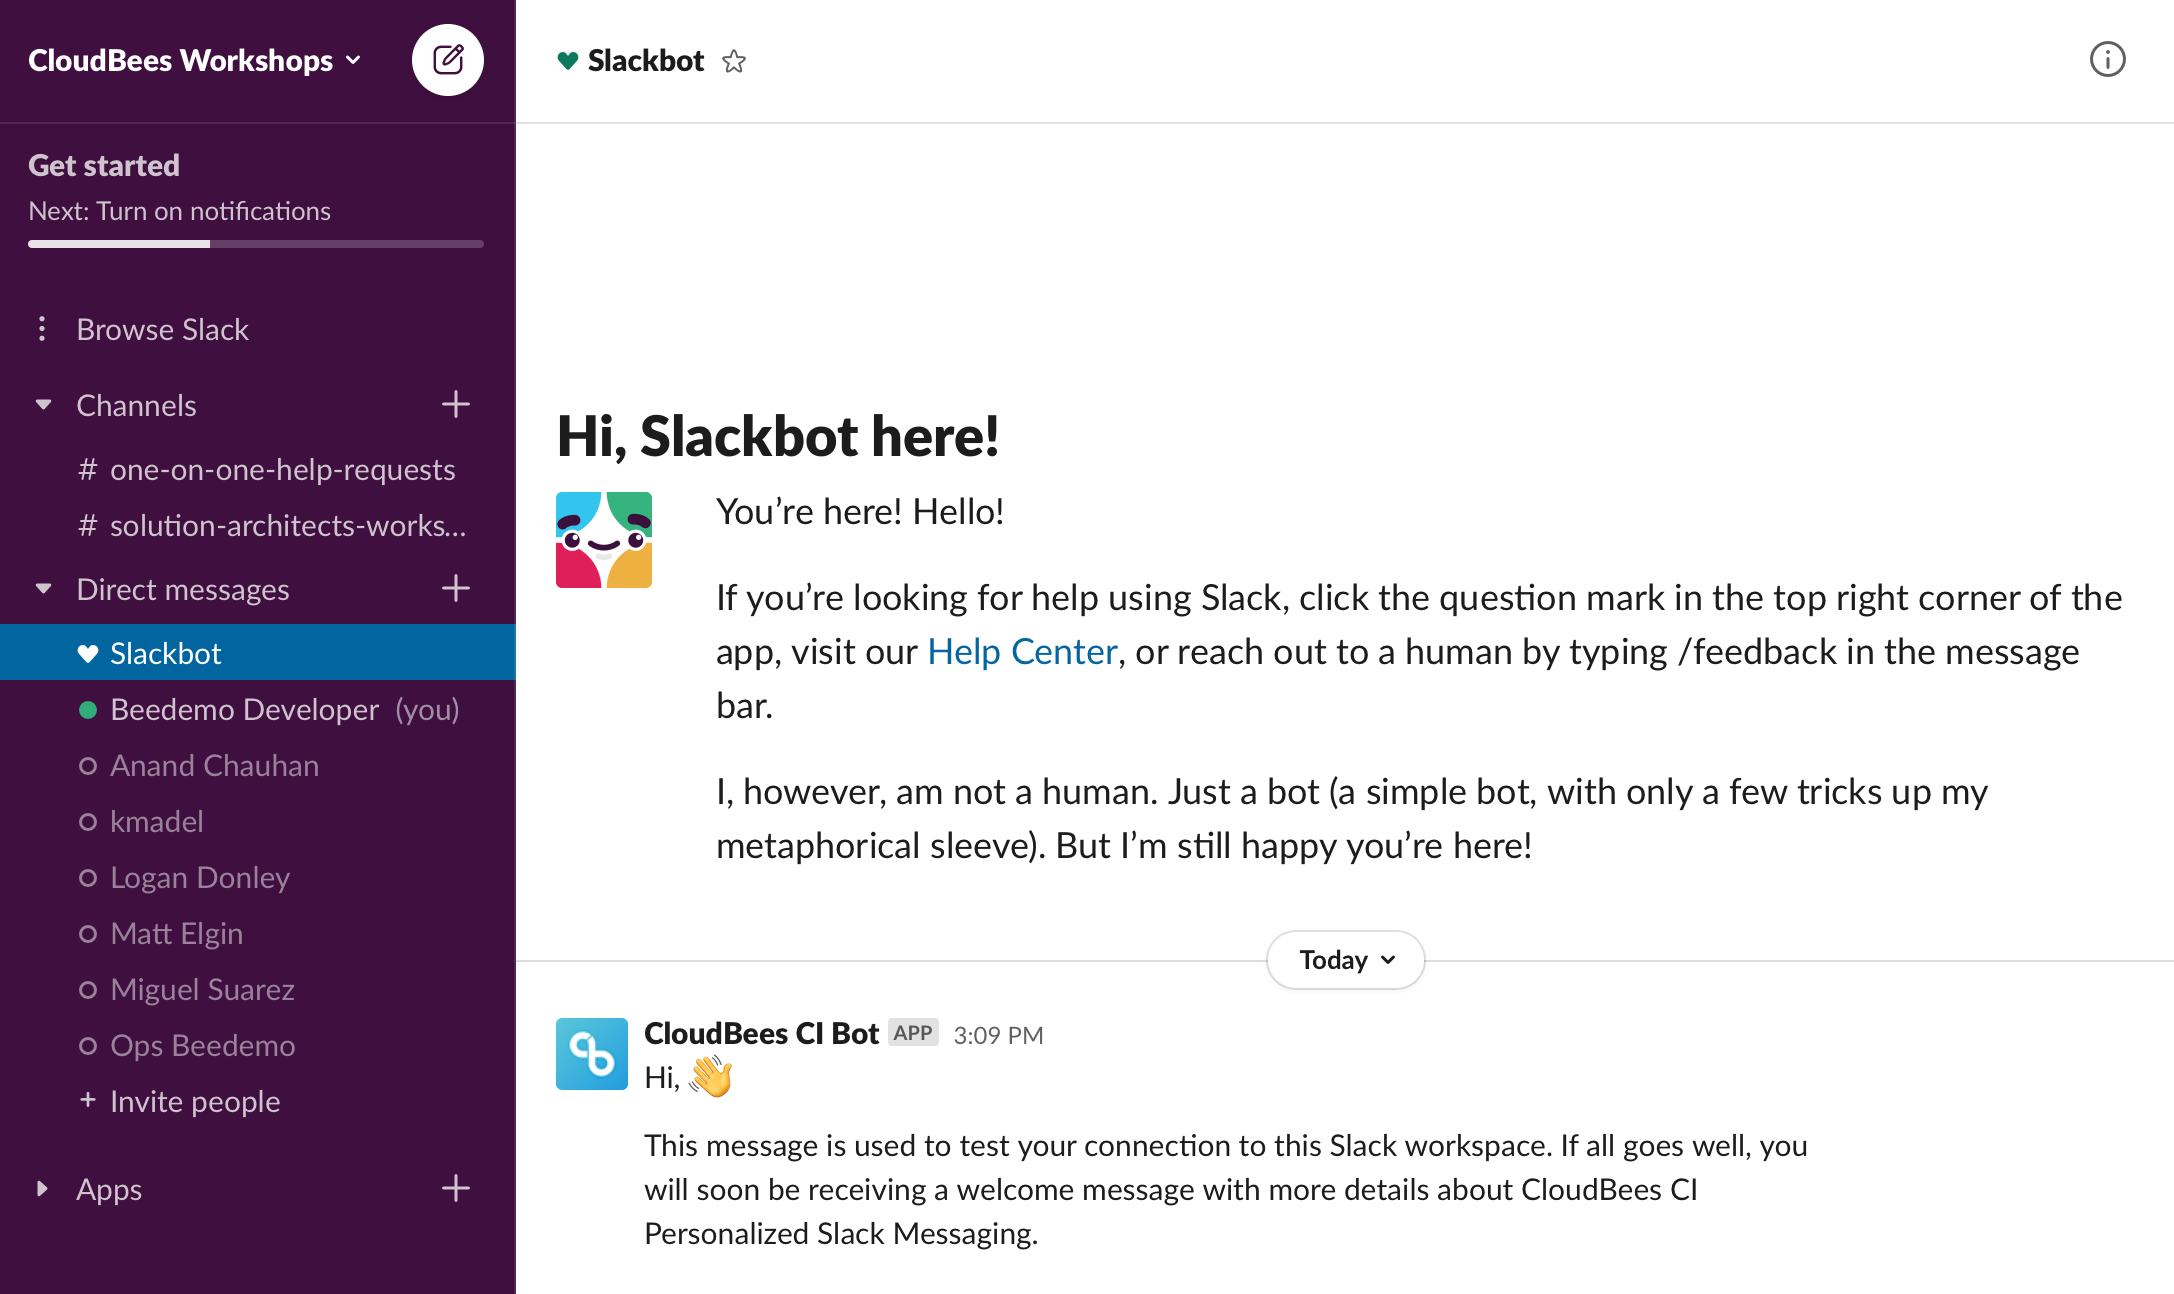 CloudBees Workshops
Get started
Next: Turn on notifications
Browse Slack
Channels
# one-on-one-help-requests
# solution-architects-works...
Direct messages
Slackbot
Beedemo Developer (you)
Anand Chauhan
kmadel
Logan Donley
Matt Elgin
Miguel Suarez
Ops Beedemo
+ Invite people
Apps
Slackbot
Hi, Slackbot here!
You’re here! Hello!
If you’re looking for help using Slack, click the question mark in the top right corner of the
app, visit our Help Center, or reach out to a human by typing /feedback in the message
bar.
I, however, am not a human. Just a bot (a simple bot, with only a few tricks up my
metaphorical sleeve). But I’m still happy you’re here!
Today
CloudBees CI Bot APP 3:09 PM
Hi, 👋
This message is used to test your connection to this Slack workspace. If all goes well, you
will soon be receiving a welcome message with more details about CloudBees CI
Personalized Slack Messaging.